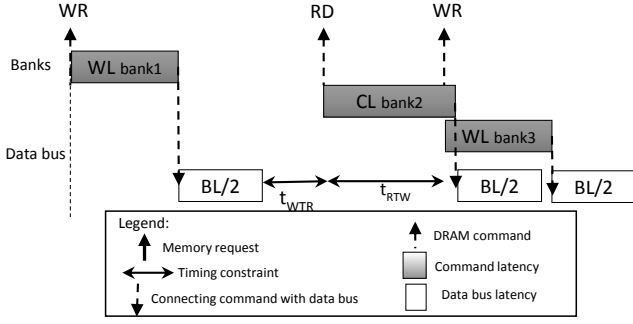 WR RD WR
Banks WL bank1
CL bank2
WL bank3
Data bus
BL/2 BL/2 BL/2
tWTR tRTW
Legend:
Memory request
Timing constraint
Connecting command with data bus
DRAM command
Command latency
Data bus latency